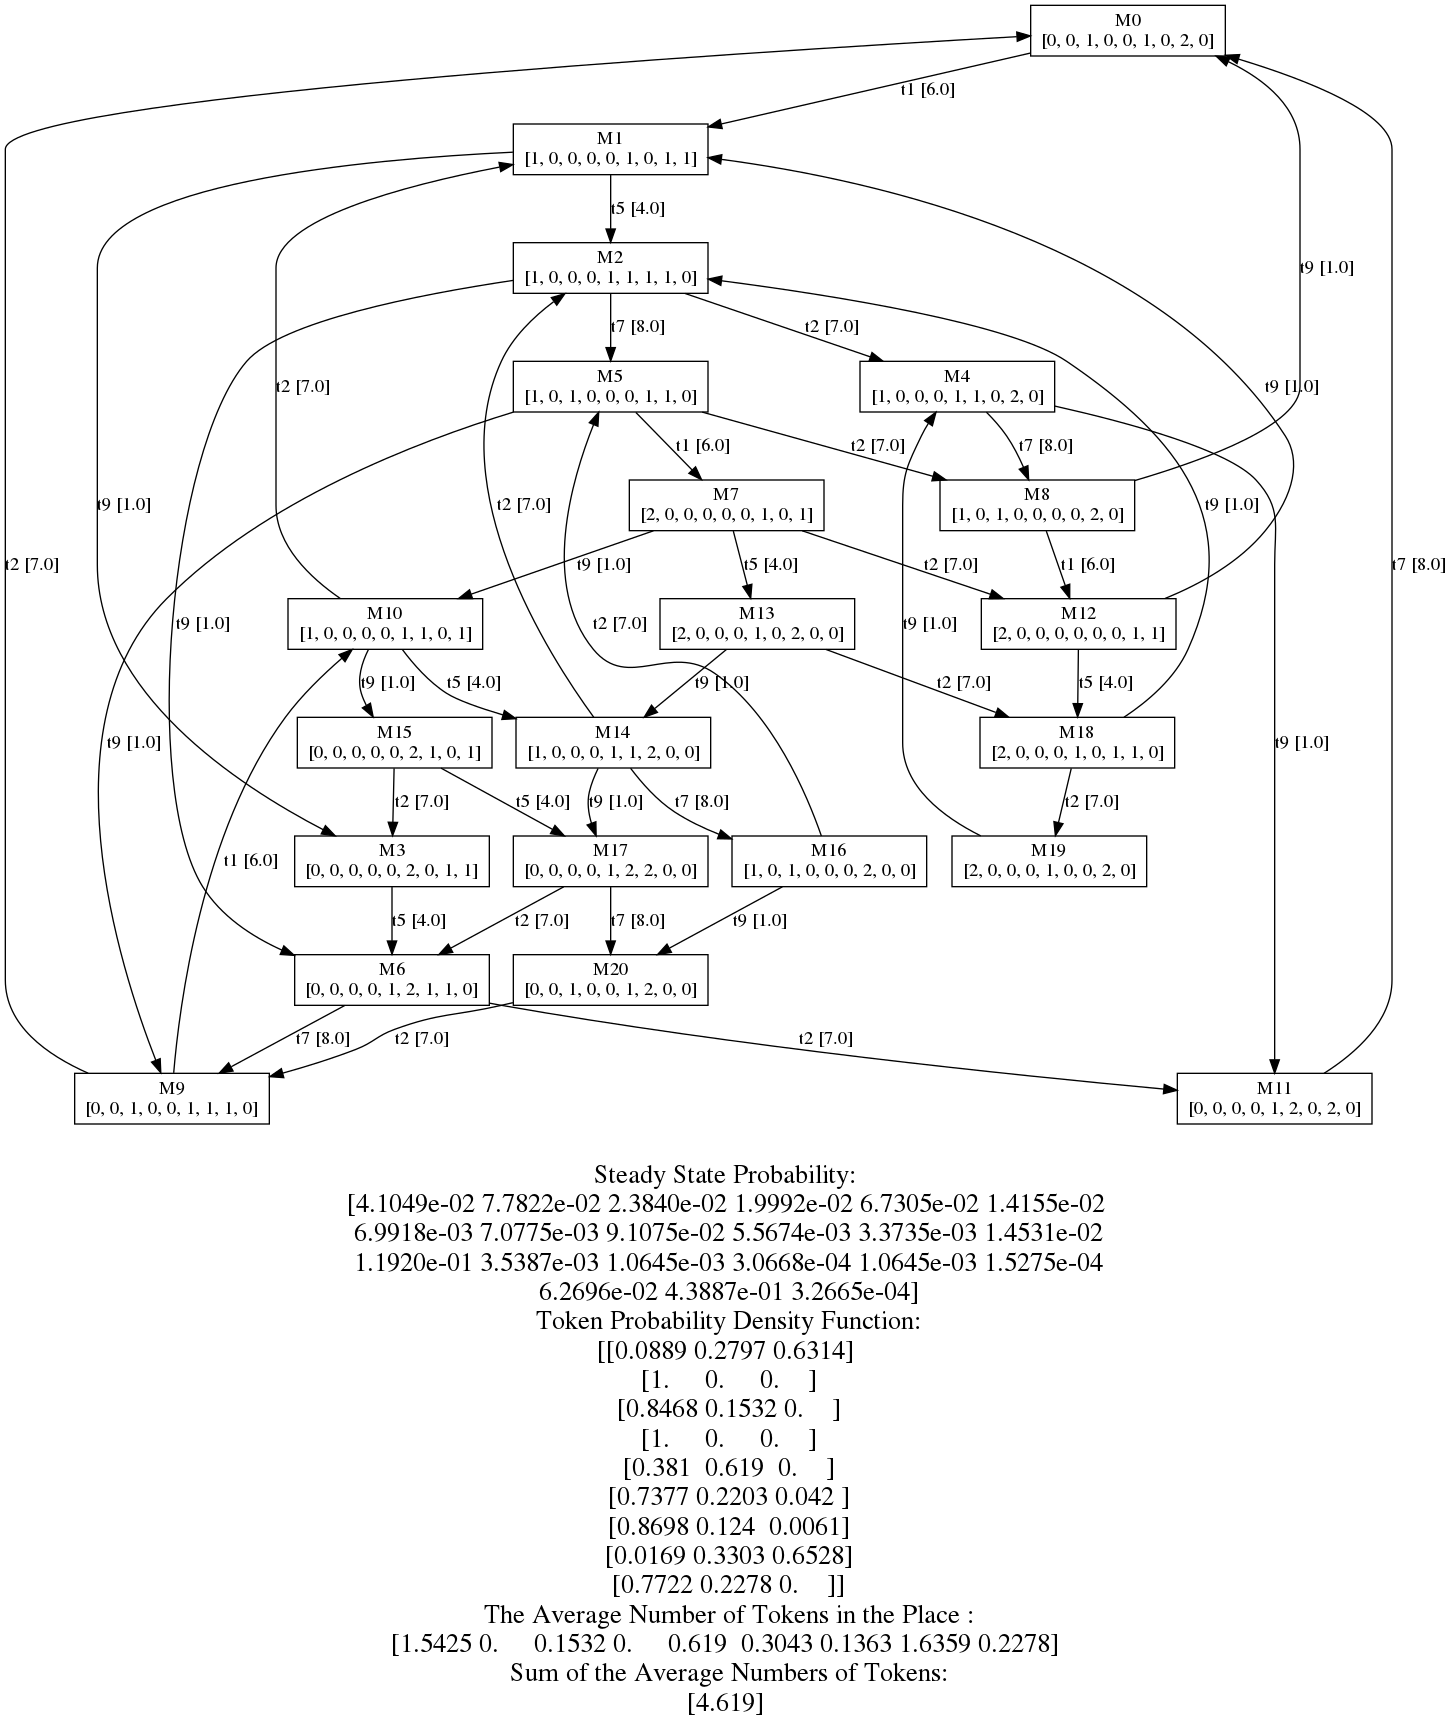 M0
[0, 0, 1, 0, 0, 1, 0, 2, 0]
t1 [6.0]
M1
[1, 0, 0, 0, 0, 1, 0, 1, 1]
t5 [4.0]
M2
[1, 0, 0, 0, 1, 1, 1, 1, 0]
t9 [1.0]
t7 [8.0]
t2 [7.0]
M5
[1, 0, 1, 0, 0, 0, 1, 1, 0]
M4
[1, 0, 0, 0, 1, 1, 0, 2, 0]
t2 [7.0]
t9 [1.0]
t1 [6.0]
t2 [7.0]
t7 [8.0]
M7
[2, 0, 0, 0, 0, 0, 1, 0, 1]
M8
[1, 0, 1, 0, 0, 0, 0, 2, 0]
t9 [1.0]
t2 [7.0]
t9 [1.0]
t2 [7.0]
t9 [1.0]
t5 [4.0]
t2 [7.0]
t1 [6.0]
t7 [8.0]
M10
[1, 0, 0, 0, 0, 1, 1, 0, 1]
M13
[2, 0, 0, 0, 1, 0, 2, 0, 0]
M12
[2, 0, 0, 0, 0, 0, 0, 1, 1]
t9 [1.0]
t2 [7.0]
t9 [1.0]
t9 [1.0]
t5 [4.0]
t9 [1.0]
t2 [7.0]
t5 [4.0]
M15
[0, 0, 0, 0, 0, 2, 1, 0, 1]
M14
[1, 0, 0, 0, 1, 1, 2, 0, 0]
M18
[2, 0, 0, 0, 1, 0, 1, 1, 0]
t9 [1.0]
t9 [1.0]
t2 [7.0]
t5 [4.0]
t9 [1.0]
t7 [8.0]
t2 [7.0]
M3
[0, 0, 0, 0, 0, 2, 0, 1, 1]
M17
[0, 0, 0, 0, 1, 2, 2, 0, 0]
M16
[1, 0, 1, 0, 0, 0, 2, 0, 0]
M19
[2, 0, 0, 0, 1, 0, 0, 2, 0]
t1 [6.0]
t5 [4.0]
t2 [7.0]
t7 [8.0]
t9 [1.0]
M6
[0, 0, 0, 0, 1, 2, 1, 1, 0]
M20
[0, 0, 1, 0, 0, 1, 2, 0, 0]
t7 [8.0]
t2 [7.0]
t2 [7.0]
M9
[0, 0, 1, 0, 0, 1, 1, 1, 0]
M11
[0, 0, 0, 0, 1, 2, 0, 2, 0]
Steady State Probability:
[4.1049e-02 7.7822e-02 2.3840e-02 1.9992e-02 6.7305e-02 1.4155e-02
6.9918e-03 7.0775e-03 9.1075e-02 5.5674e-03 3.3735e-03 1.4531e-02
1.1920e-01 3.5387e-03 1.0645e-03 3.0668e-04 1.0645e-03 1.5275e-04
6.2696e-02 4.3887e-01 3.2665e-04]
Token Probability Density Function:
[[0.0889 0.2797 0.6314]
[1. 0. 0. ]
[0.8468 0.1532 0. ]
[1. 0. 0. ]
[0.381 0.619 0. ]
[0.7377 0.2203 0.042 ]
[0.8698 0.124 0.0061]
[0.0169 0.3303 0.6528]
[0.7722 0.2278 0. ]]
The Average Number of Tokens in the Place :
[1.5425 0. 0.1532 0. 0.619 0.3043 0.1363 1.6359 0.2278]
Sum of the Average Numbers of Tokens:
[4.619]